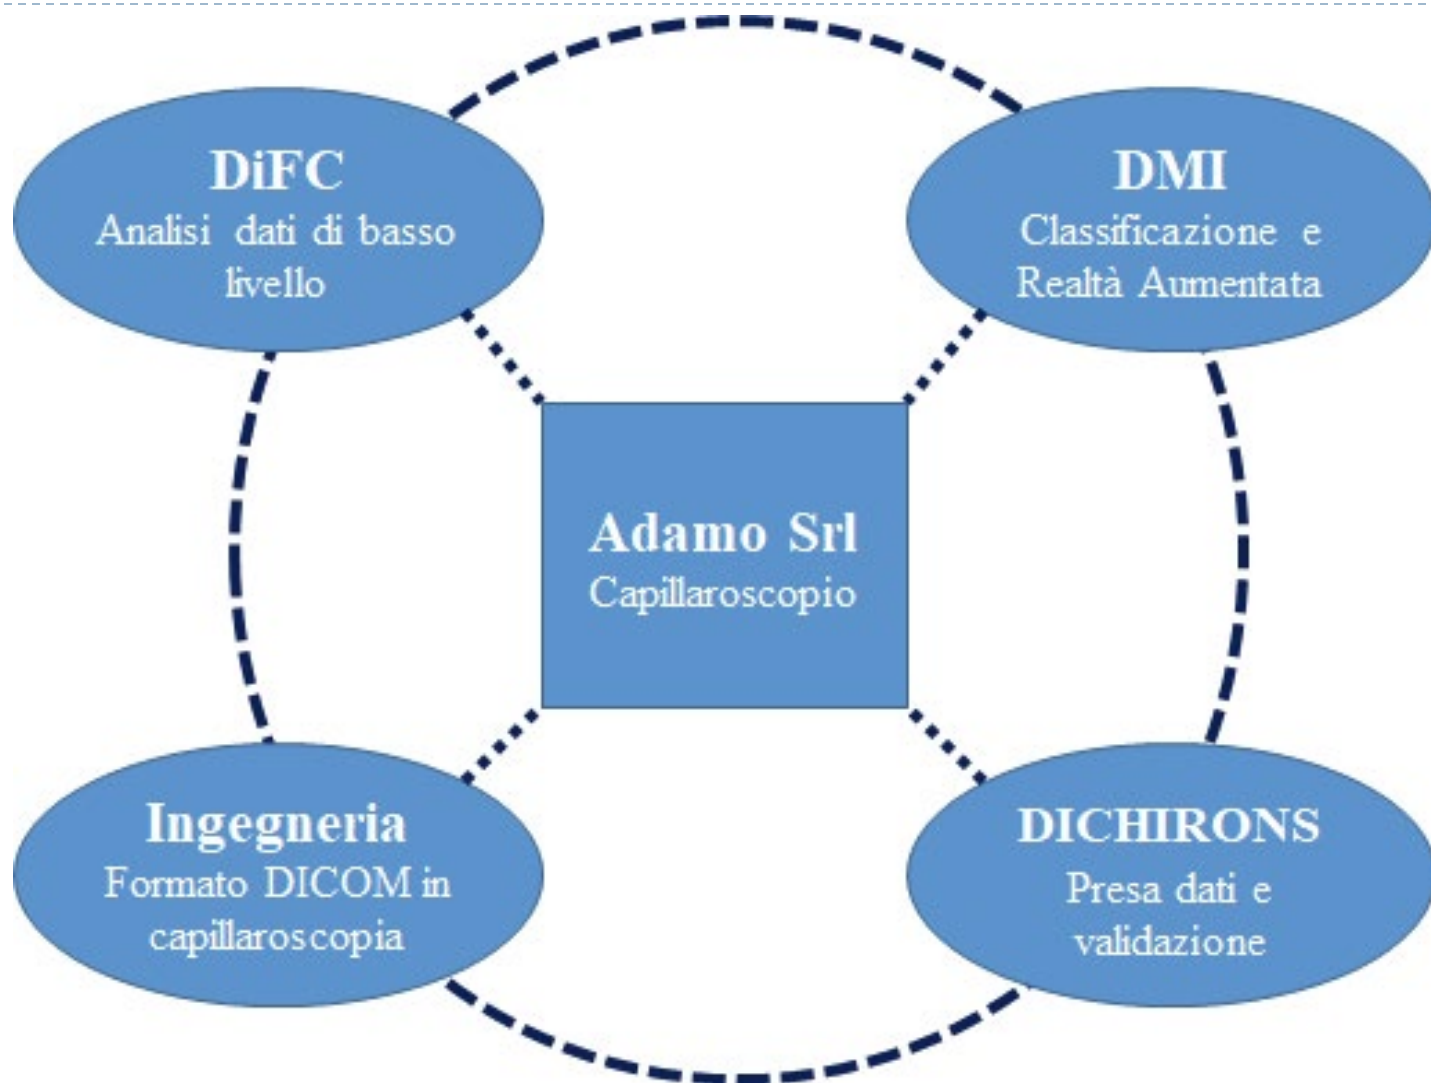 DiFC
Analisi dati di basso
livello
DMI
Classificazione e
Realtà Aumentata
Adamo Srl
Capillaroscopio
Ingegneria
Formato DICOM in
capillaroscopia
DICHIRONS
Presa dati e
validazione